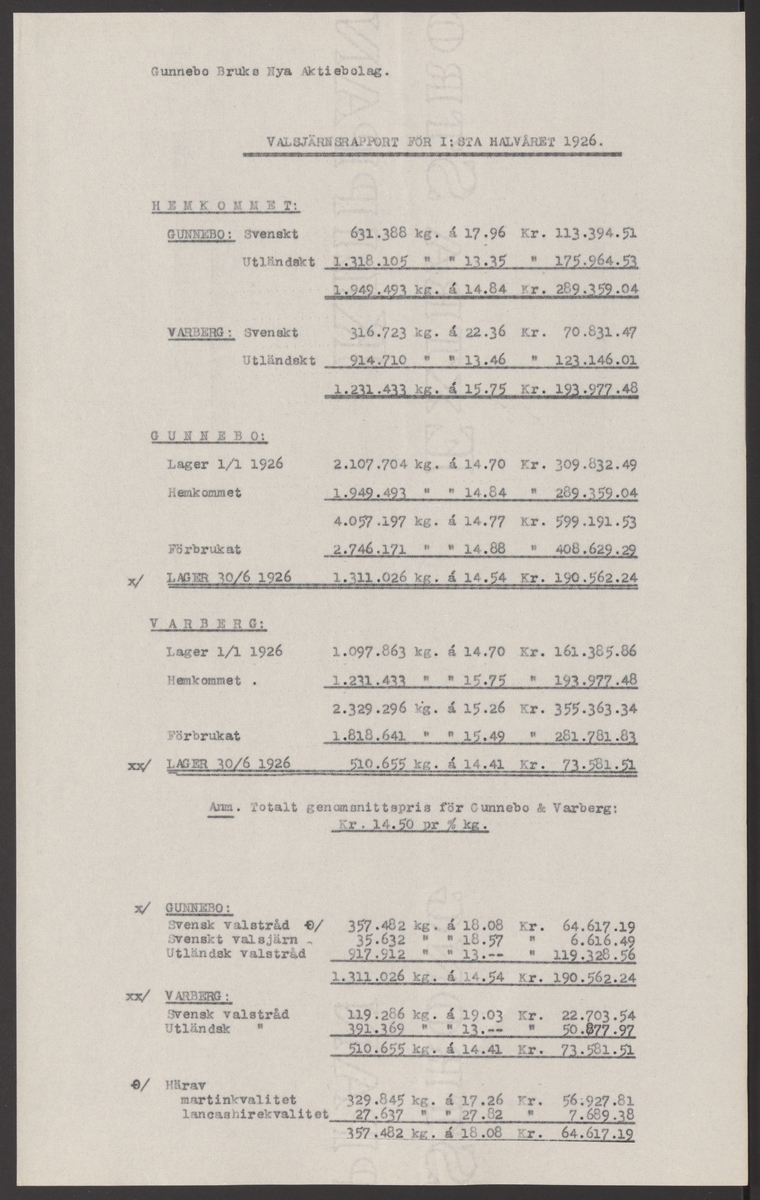 Gunnebo Bruks Nya Aktiebolag.
VALSJÄRNSRAPPORT FÖR I:STA HALVÅRET 1926.
HEMKOMMET:
GUNNEBO: Svenskt 631.388 kg. á 17.96 Kr. 113.394.51
Utländskt 1.318.105 " " 13.35 " 175.964.53
1.949.493 kg. á 14.84 Kr. 289.359.04
VARBERG: Svenskt 316.723 kg. á 22.36 Kr. 70.831.47
Utländskt 914.710 " " 13.46 " 123.146.01
1.231.433 kg. á 15.75 Kr. 193.977.48
GUNNEBO:
Lager 1/1 1926 2.107.704 kg. á 14.70 Kr. 309.832.49
Hemkommet 1.949.493 " " 14.84 " 289.359.04
4.057.197 kg. á 14.77 Kr. 599.191.53
Förbrukat 2.746.171 " " 14.88 " 408.629.29
x/ LAGER 30/6 1926 1.311.026 kg. á 14.54 Kr. 190.562.24
VARBERG:
Lager 1/1 1926 1.097.863 kg. á 14.70 Kr. 161.385.86
Hemkommet . 1.231.433 " " 15.75 " 193.977.48
2.329.296 kg. á 15.26 Kr. 355.363.34
Förbrukat 1.818.641 " " 15.49 " 281.781.83
xx/ LAGER 30/6 1926 510.655 kg. á 14.41 Kr. 73.581.51
Anm. Totalt genomsnittspris för Gunnebo & Varberg:
Kr. 14.50 pr % kg.
x/ GUNNEBO:
Svensk valstråd θ/ 357.482 kg. á 18.08 Kr. 64.617.19
Svenskt valsjärn 35.632 " " 18.57 " 6.616.49
Utländsk valstråd 917.912 " " 13.-- " 119.328.56
1.311.026 kg. á 14.54 Kr. 190.562.24
xx/ VARBERG:
Svensk valstråd 119.286 kg. á 19.03 Kr. 22.703.54
Utländsk " 391.369 " " 13.-- " 50.877.97
510.655 kg. á 14.41 Kr. 73.581.51
θ/ Härav
martinkvalitet 329.845 kg. á 17.26 Kr. 56.927.81
lancashirekvalitet 27.637 " " 27.82 " 7.689.38
357.482 kg. á 18.08 Kr. 64.617.19